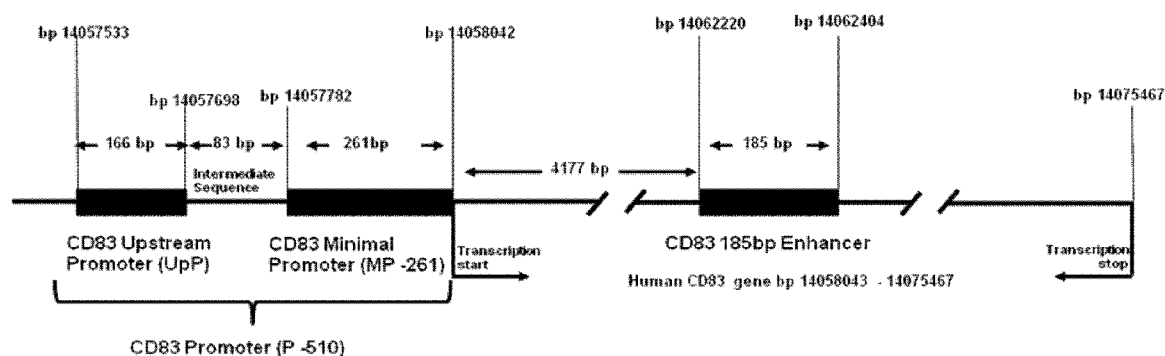 bp 14057533
bp 14058042
bp 14062220
bp 14062404
bp 14057698
bp 14057782
bp 14075467
166 bp
83 bp
261bp
185 bp
4177 bp
Intermediate
Sequence
CD83 Upstream
Promoter (UpP)
CD83 Minimal
Promoter (MP -261)
Transcription
start
CD83 185bp Enhancer
Transcription
stop
Human CD83 gene bp 14058043 - 14075467
CD83 Promoter (P -510)